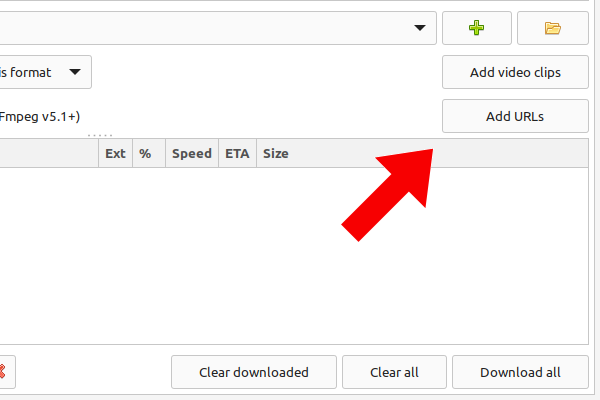 is format
Add video clips
Fmpeg v5.1+)
Add URLs
Ext % Speed ETA Size
Clear downloaded Clear all Download all